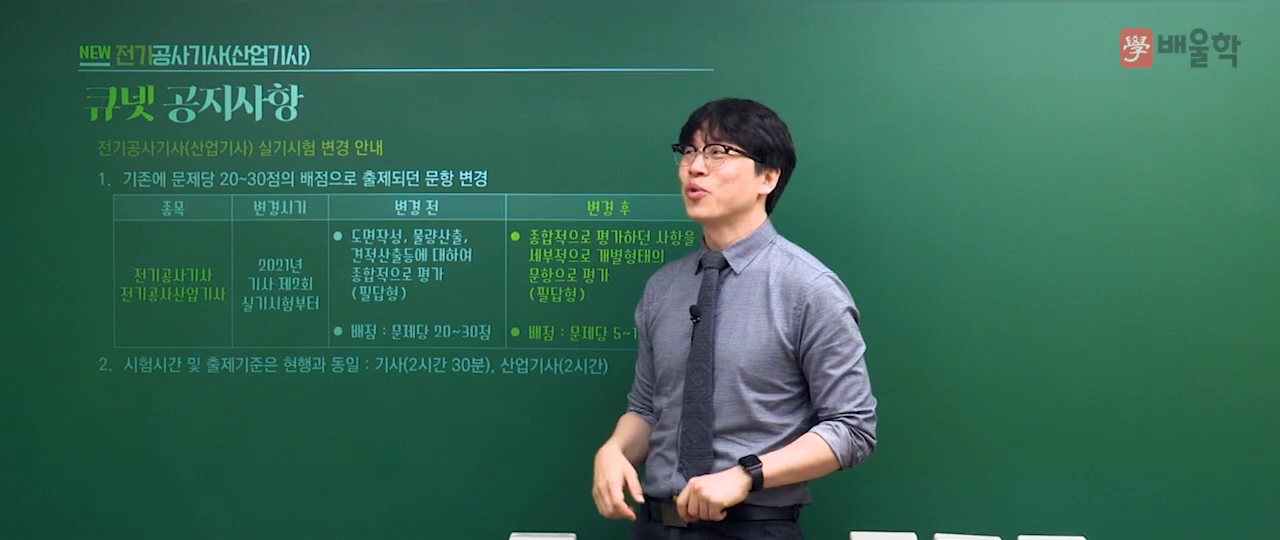 NEW 전기공사기사(산업기사)
學 배울학
큐넷 공지사항
전기공사기사(산업기사) 실기시험 변경 안내
1. 기존에 문제당 20~30점의 배점으로 출제되던 문항 변경
종목 변경시기 변경 전 변경 후
전기공사기사
전기공사산업기사
2021년
기사 제2회
실기시험부터
● 도면작성, 물량산출,
견적산출등에 대하여
종합적으로 평가
(필답형)
● 배점 : 문제당 20~30점
● 종합적으로 평가하던 사항을
세부적으로 개별형태의
문항으로 평가
(필답형)
● 배점 : 문제당
2. 시험시간 및 출제기준은 현행과 동일 : 기사(2시간 30분), 산업기사(2시간)